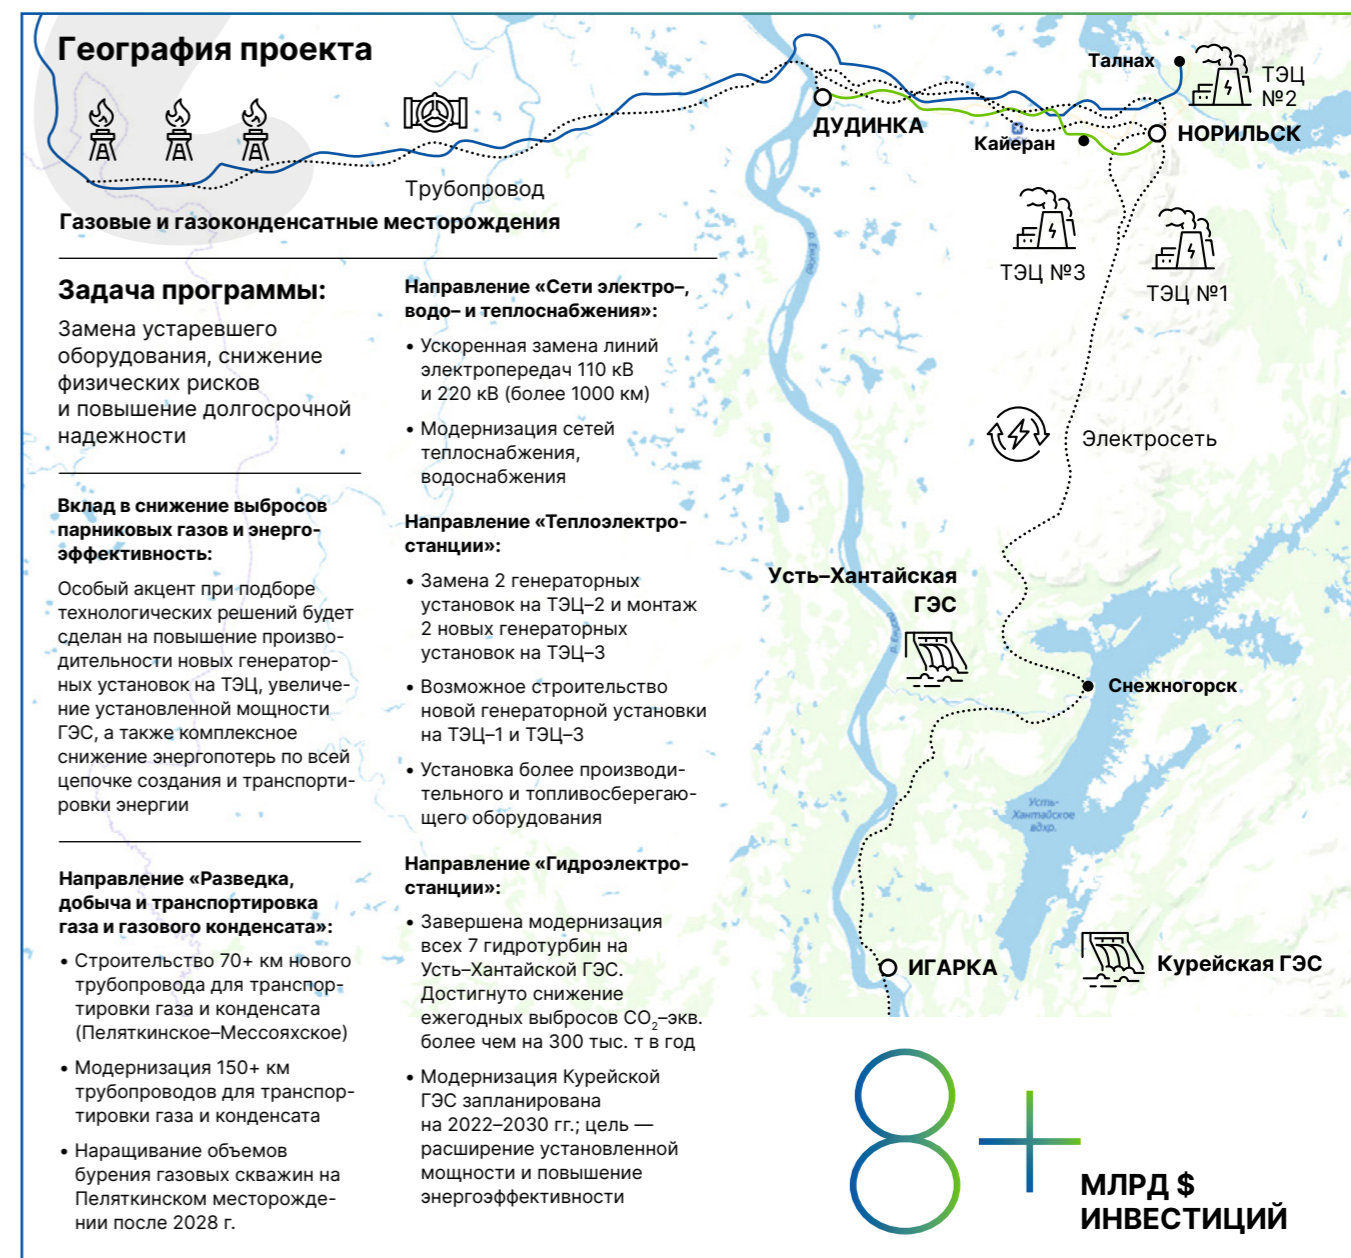 География проекта
Трубопровод
Газовые и газоконденсатные месторождения
Задача программы:
Замена устаревшего
оборудования, снижение
физических рисков
и повышение долгосрочной
надежности
Вклад в снижение выбросов
парниковых газов и энерго-
эффективность:
Особый акцент при подборе
технологических решений будет
сделан на повышение произво-
дительности новых генератор-
ных установок на ТЭЦ, увеличе-
ние установленной мощности
ГЭС, а также комплексное
снижение энергопотерь по всей
цепочке создания и транспорти-
ровки энергии
Направление «Разведка,
добыча и транспортировка
газа и газового конденсата»:
• Строительство 70+ км нового
трубопровода для транспор-
тировки газа и конденсата
(Пеляткинское–Мессояхское)
• Модернизация 150+ км
трубопроводов для транспор-
тировки газа и конденсата
• Наращивание объемов
бурения газовых скважин на
Пеляткинском месторожде-
нии после 2028 г.
Направление «Сети электро–,
водо– и теплоснабжения»:
• Ускоренная замена линий
электропередач 110 кВ
и 220 кВ (более 1000 км)
• Модернизация сетей
теплоснабжения,
водоснабжения
Направление «Теплоэлектро-
станции»:
• Замена 2 генераторных
установок на ТЭЦ–2 и монтаж
2 новых генераторных
установок на ТЭЦ–3
• Возможное строительство
новой генераторной установки
на ТЭЦ–1 и ТЭЦ–3
• Установка более производи-
тельного и топливосберегаю-
щего оборудования
Направление «Гидроэлектро-
станции»:
• Завершена модернизация
всех 7 гидротурбин на
Усть–Хантайской ГЭС.
Достигнуто снижение
ежегодных выбросов CO₂–экв.
более чем на 300 тыс. т в год
• Модернизация Курейской
ГЭС запланирована
на 2022–2030 гг.; цель —
расширение установленной
мощности и повышение
энергоэффективности
Талнах
ТЭЦ
№2
ДУДИНКА
Кайеран
НОРИЛЬСК
р. Енисей
ТЭЦ №3
ТЭЦ №1
Электросеть
Усть–Хантайская
ГЭС
Снежногорск
Усть-
Хантайское
вдхр.
ИГАРКА
Курейская ГЭС
8+
МЛРД $
ИНВЕСТИЦИЙ